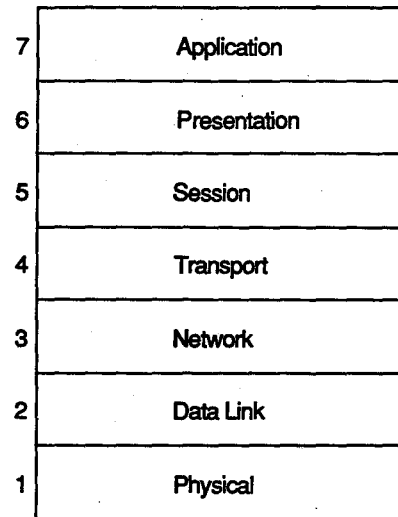 7 Application
6 Presentation
5 Session
4 Transport
3 Network
2 Data Link
1 Physical